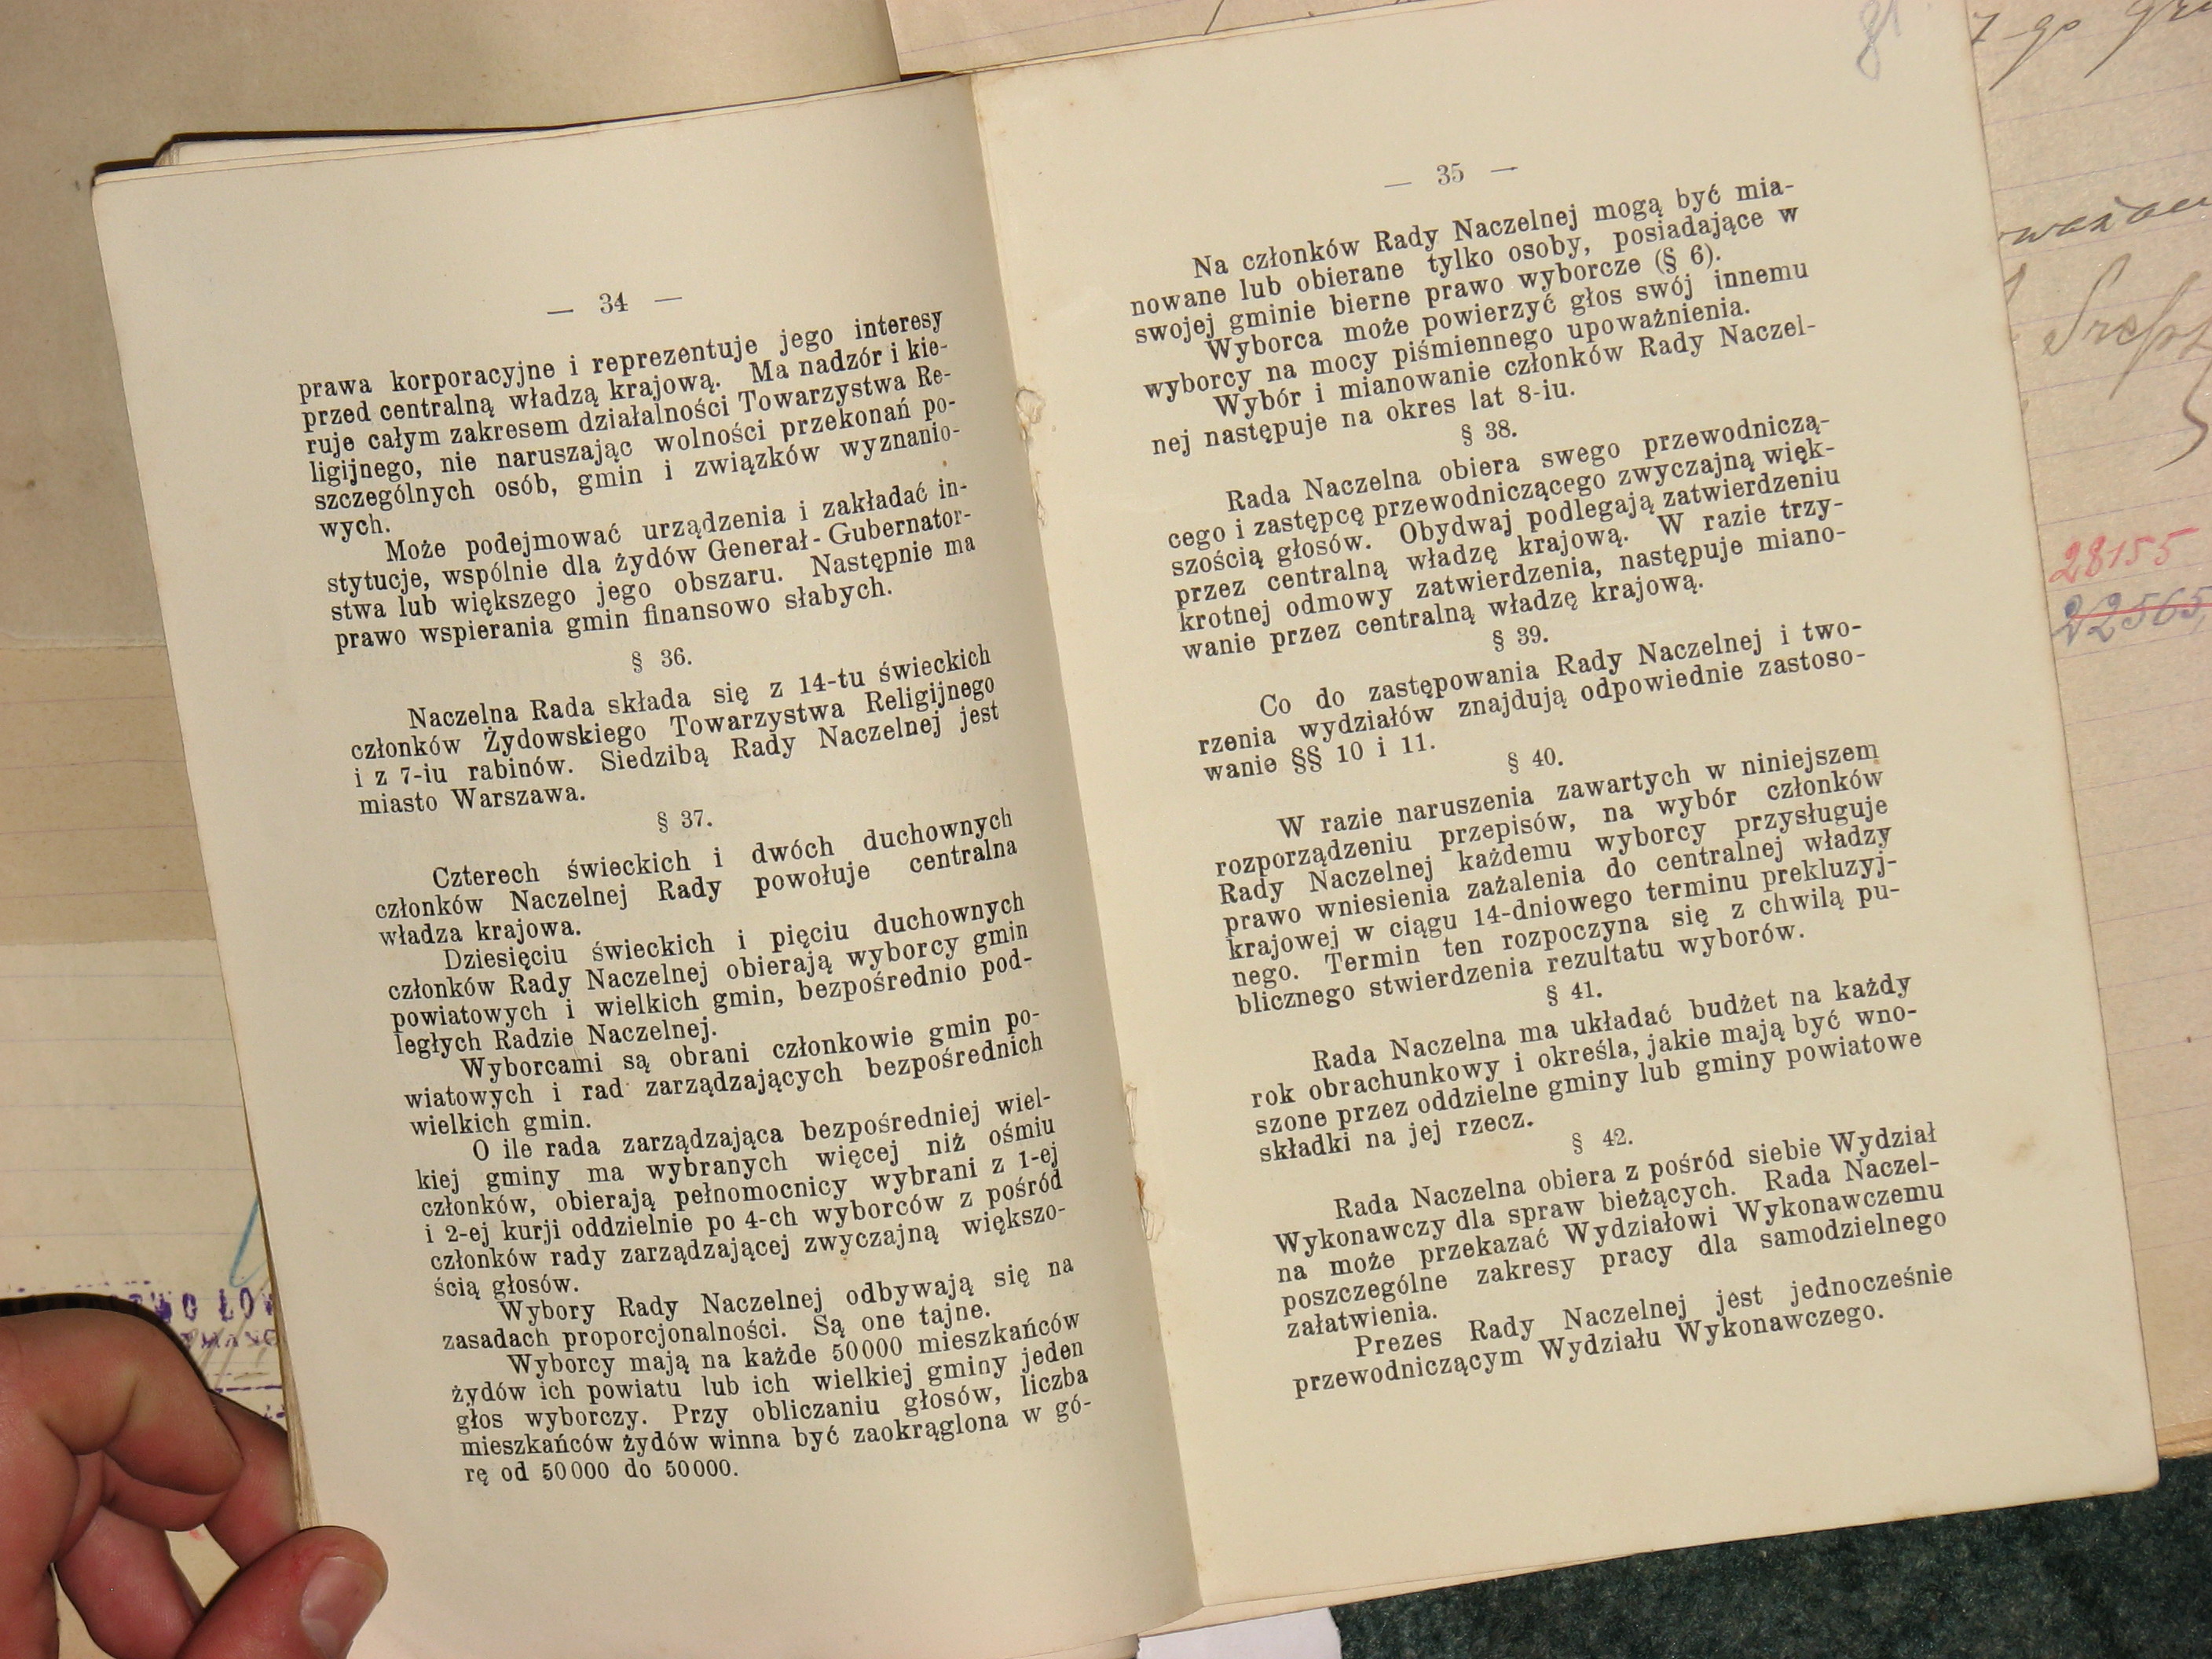 — 34 —
prawa korporacyjne i reprezentuje jego interesy
przed centralną władzą krajową. Ma nadzór i kie-
ruje całym zakresem działalności Towarzystwa Re-
ligijnego, nie naruszając wolności przekonań po-
szczególnych osób, gmin i związków wyznanio-
wych.
Może podejmować urządzenia i zakładać in-
stytucje, wspólnie dla żydów Generał-Gubernator-
stwa lub większego jego obszaru. Następnie ma
prawo wspierania gmin finansowo słabych.
§ 36.
Naczelna Rada składa się z 14-tu świeckich
członków Żydowskiego Towarzystwa Religijnego
i z 7-iu rabinów. Siedzibą Rady Naczelnej jest
miasto Warszawa.
§ 37.
Czterech świeckich i dwóch duchownych
członków Naczelnej Rady powołuje centralna
władza krajowa.
Dziesięciu świeckich i pięciu duchownych
członków Rady Naczelnej obierają wyborcy gmin
powiatowych i wielkich gmin, bezpośrednio pod-
ległych Radzie Naczelnej.
Wyborcami są obrani członkowie gmin po-
wiatowych i rad zarządzających bezpośrednich
wielkich gmin.
O ile rada zarządzająca bezpośredniej wiel-
kiej gminy ma wybranych więcej niż ośmiu
członków, obierają pełnomocnicy wybrani z 1-ej
i 2-ej kurji oddzielnie po 4-ch wyborców z pośród
członków rady zarządzającej zwyczajną większo-
ścią głosów.
Wybory Rady Naczelnej odbywają się na
zasadach proporcjonalności. Są one tajne.
Wyborcy mają na każde 50000 mieszkańców
żydów ich powiatu lub ich wielkiej gminy jeden
głos wyborczy. Przy obliczaniu głosów, liczba
mieszkańców żydów winna być zaokrąglona w gó-
rę od 50000 do 50000.
— 35 —
Na członków Rady Naczelnej mogą być mia-
nowane lub obierane tylko osoby, posiadające w
swojej gminie bierne prawo wyborcze (§ 6).
Wyborca może powierzyć głos swój innemu
wyborcy na mocy piśmiennego upoważnienia.
Wybór i mianowanie członków Rady Naczel-
nej następuje na okres lat 8-iu.
§ 38.
Rada Naczelna obiera swego przewodniczą-
cego i zastępcę przewodniczącego zwyczajną więk-
szością głosów. Obydwaj podlegają zatwierdzeniu
przez centralną władzę krajową. W razie trzy-
krotnej odmowy zatwierdzenia, następuje miano-
wanie przez centralną władzę krajową.
§ 39.
Co do zastępowania Rady Naczelnej i two-
rzenia wydziałów znajdują odpowiednie zastoso-
wanie §§ 10 i 11.
§ 40.
W razie naruszenia zawartych w niniejszem
rozporządzeniu przepisów, na wybór członków
Rady Naczelnej każdemu wyborcy przysługuje
prawo wniesienia zażalenia do centralnej władzy
krajowej w ciągu 14-dniowego terminu prekluzyj-
nego. Termin ten rozpoczyna się z chwilą pu-
blicznego stwierdzenia rezultatu wyborów.
§ 41.
Rada Naczelna ma układać budżet na każdy
rok obrachunkowy i określa, jakie mają być wno-
szone przez oddzielne gminy lub gminy powiatowe
składki na jej rzecz.
§ 42.
Rada Naczelna obiera z pośród siebie Wydział
Wykonawczy dla spraw bieżących. Rada Naczel-
na może przekazać Wydziałowi Wykonawczemu
poszczególne zakresy pracy dla samodzielnego
załatwienia.
Prezes Rady Naczelnej jest jednocześnie
przewodniczącym Wydziału Wykonawczego.
28155
22565